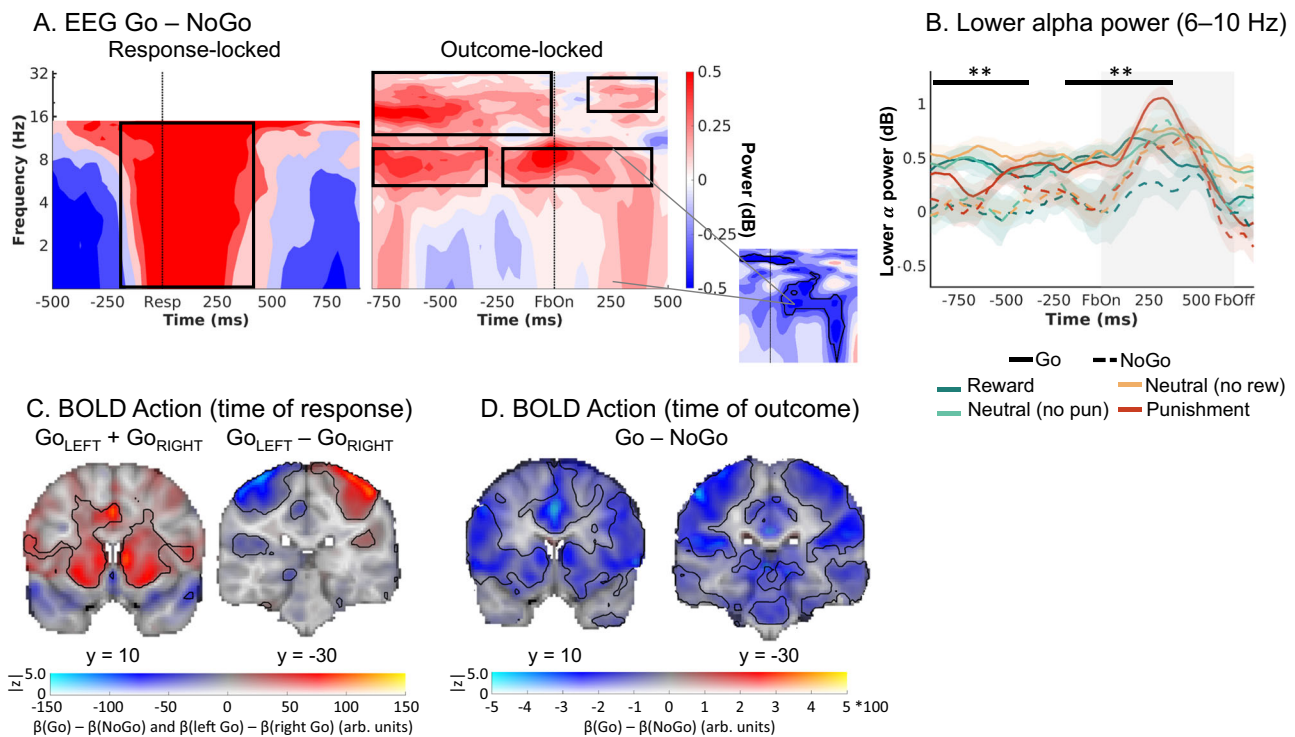 A. EEG Go – NoGo
Response-locked
Outcome-locked
Frequency (Hz)
32
16
8
4
2
-500
Resp
250
500
750
Time (ms)
-750
-500
-250
FbOn
250
500
Time (ms)
0.5
0.25
0
-0.25
-0.5
Power (dB)
B. Lower alpha power (6–10 Hz)
**
**
Lower α power (dB)
1
0.5
0
-0.5
-750
-500
-250
FbOn
250
500
FbOff
Time (ms)
Go
NoGo
Reward
Neutral (no rew)
Neutral (no pun)
Punishment
C. BOLD Action (time of response)
GoLEFT + GoRIGHT
GoLEFT – GoRIGHT
y = 10
y = -30
|z|
5.0
0
5.0
0
-150
-100
-50
0
50
100
150
β(Go) – β(NoGo) and β(left Go) – β(right Go) (arb. units)
D. BOLD Action (time of outcome)
Go – NoGo
y = 10
y = -30
|z|
5.0
0
5.0
0
-5
-4
-3
-2
-1
0
1
2
3
4
5 *100
β(Go) – β(NoGo) (arb. units)